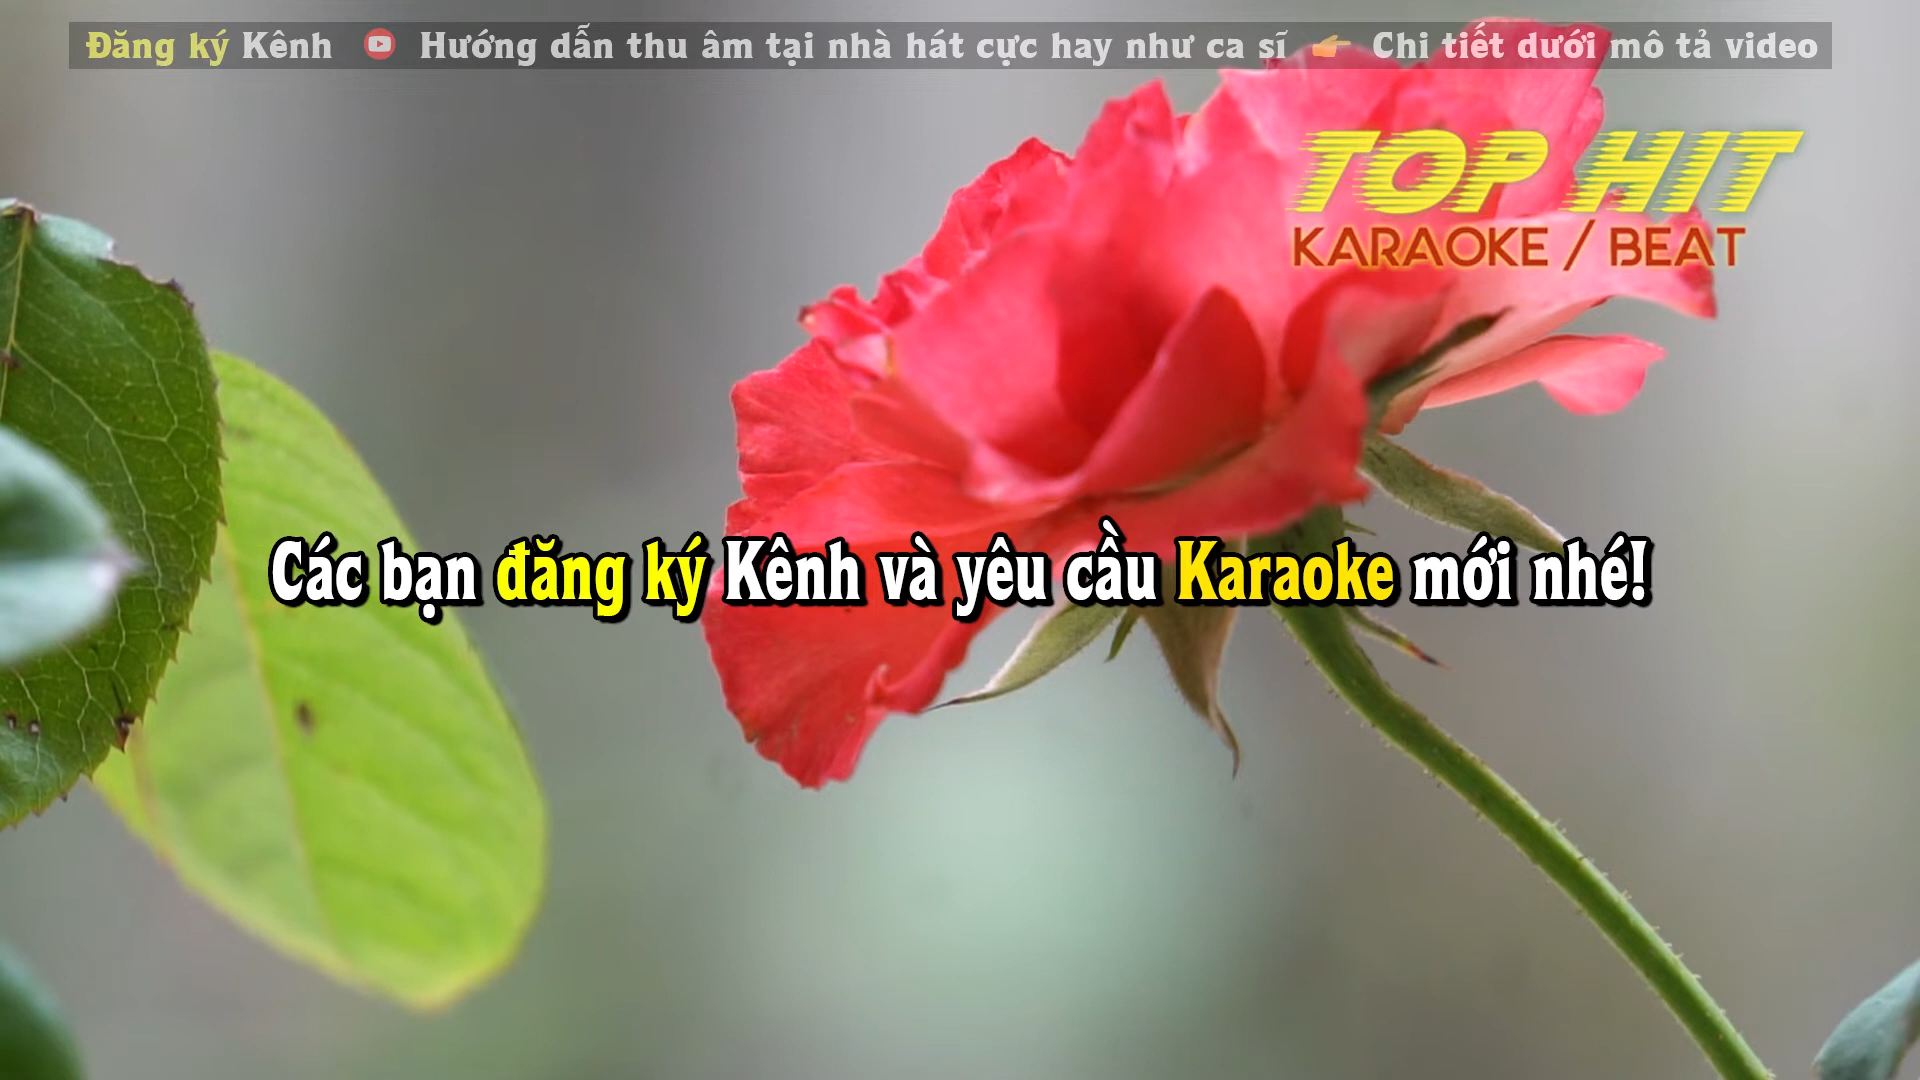 Đăng ký Kênh Hướng dẫn thu âm tại nhà hát cực hay như ca sĩ 👉 Chi tiết dưới mô tả video
TOP HIT
KARAOKE / BEAT
Các bạn đăng ký Kênh và yêu cầu Karaoke mới nhé!